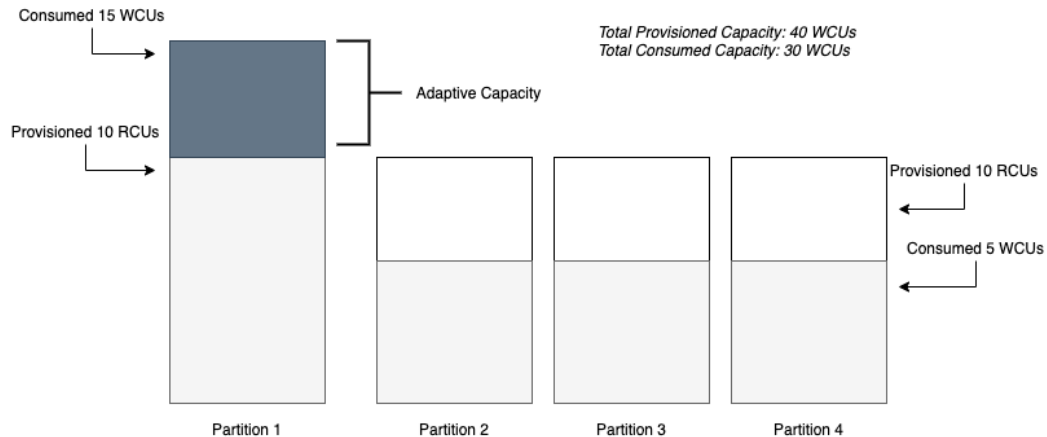 Consumed 15 WCUs
Total Provisioned Capacity: 40 WCUs
Total Consumed Capacity: 30 WCUs
Adaptive Capacity
Provisioned 10 RCUs
Provisioned 10 RCUs
Consumed 5 WCUs
Partition 1
Partition 2
Partition 3
Partition 4